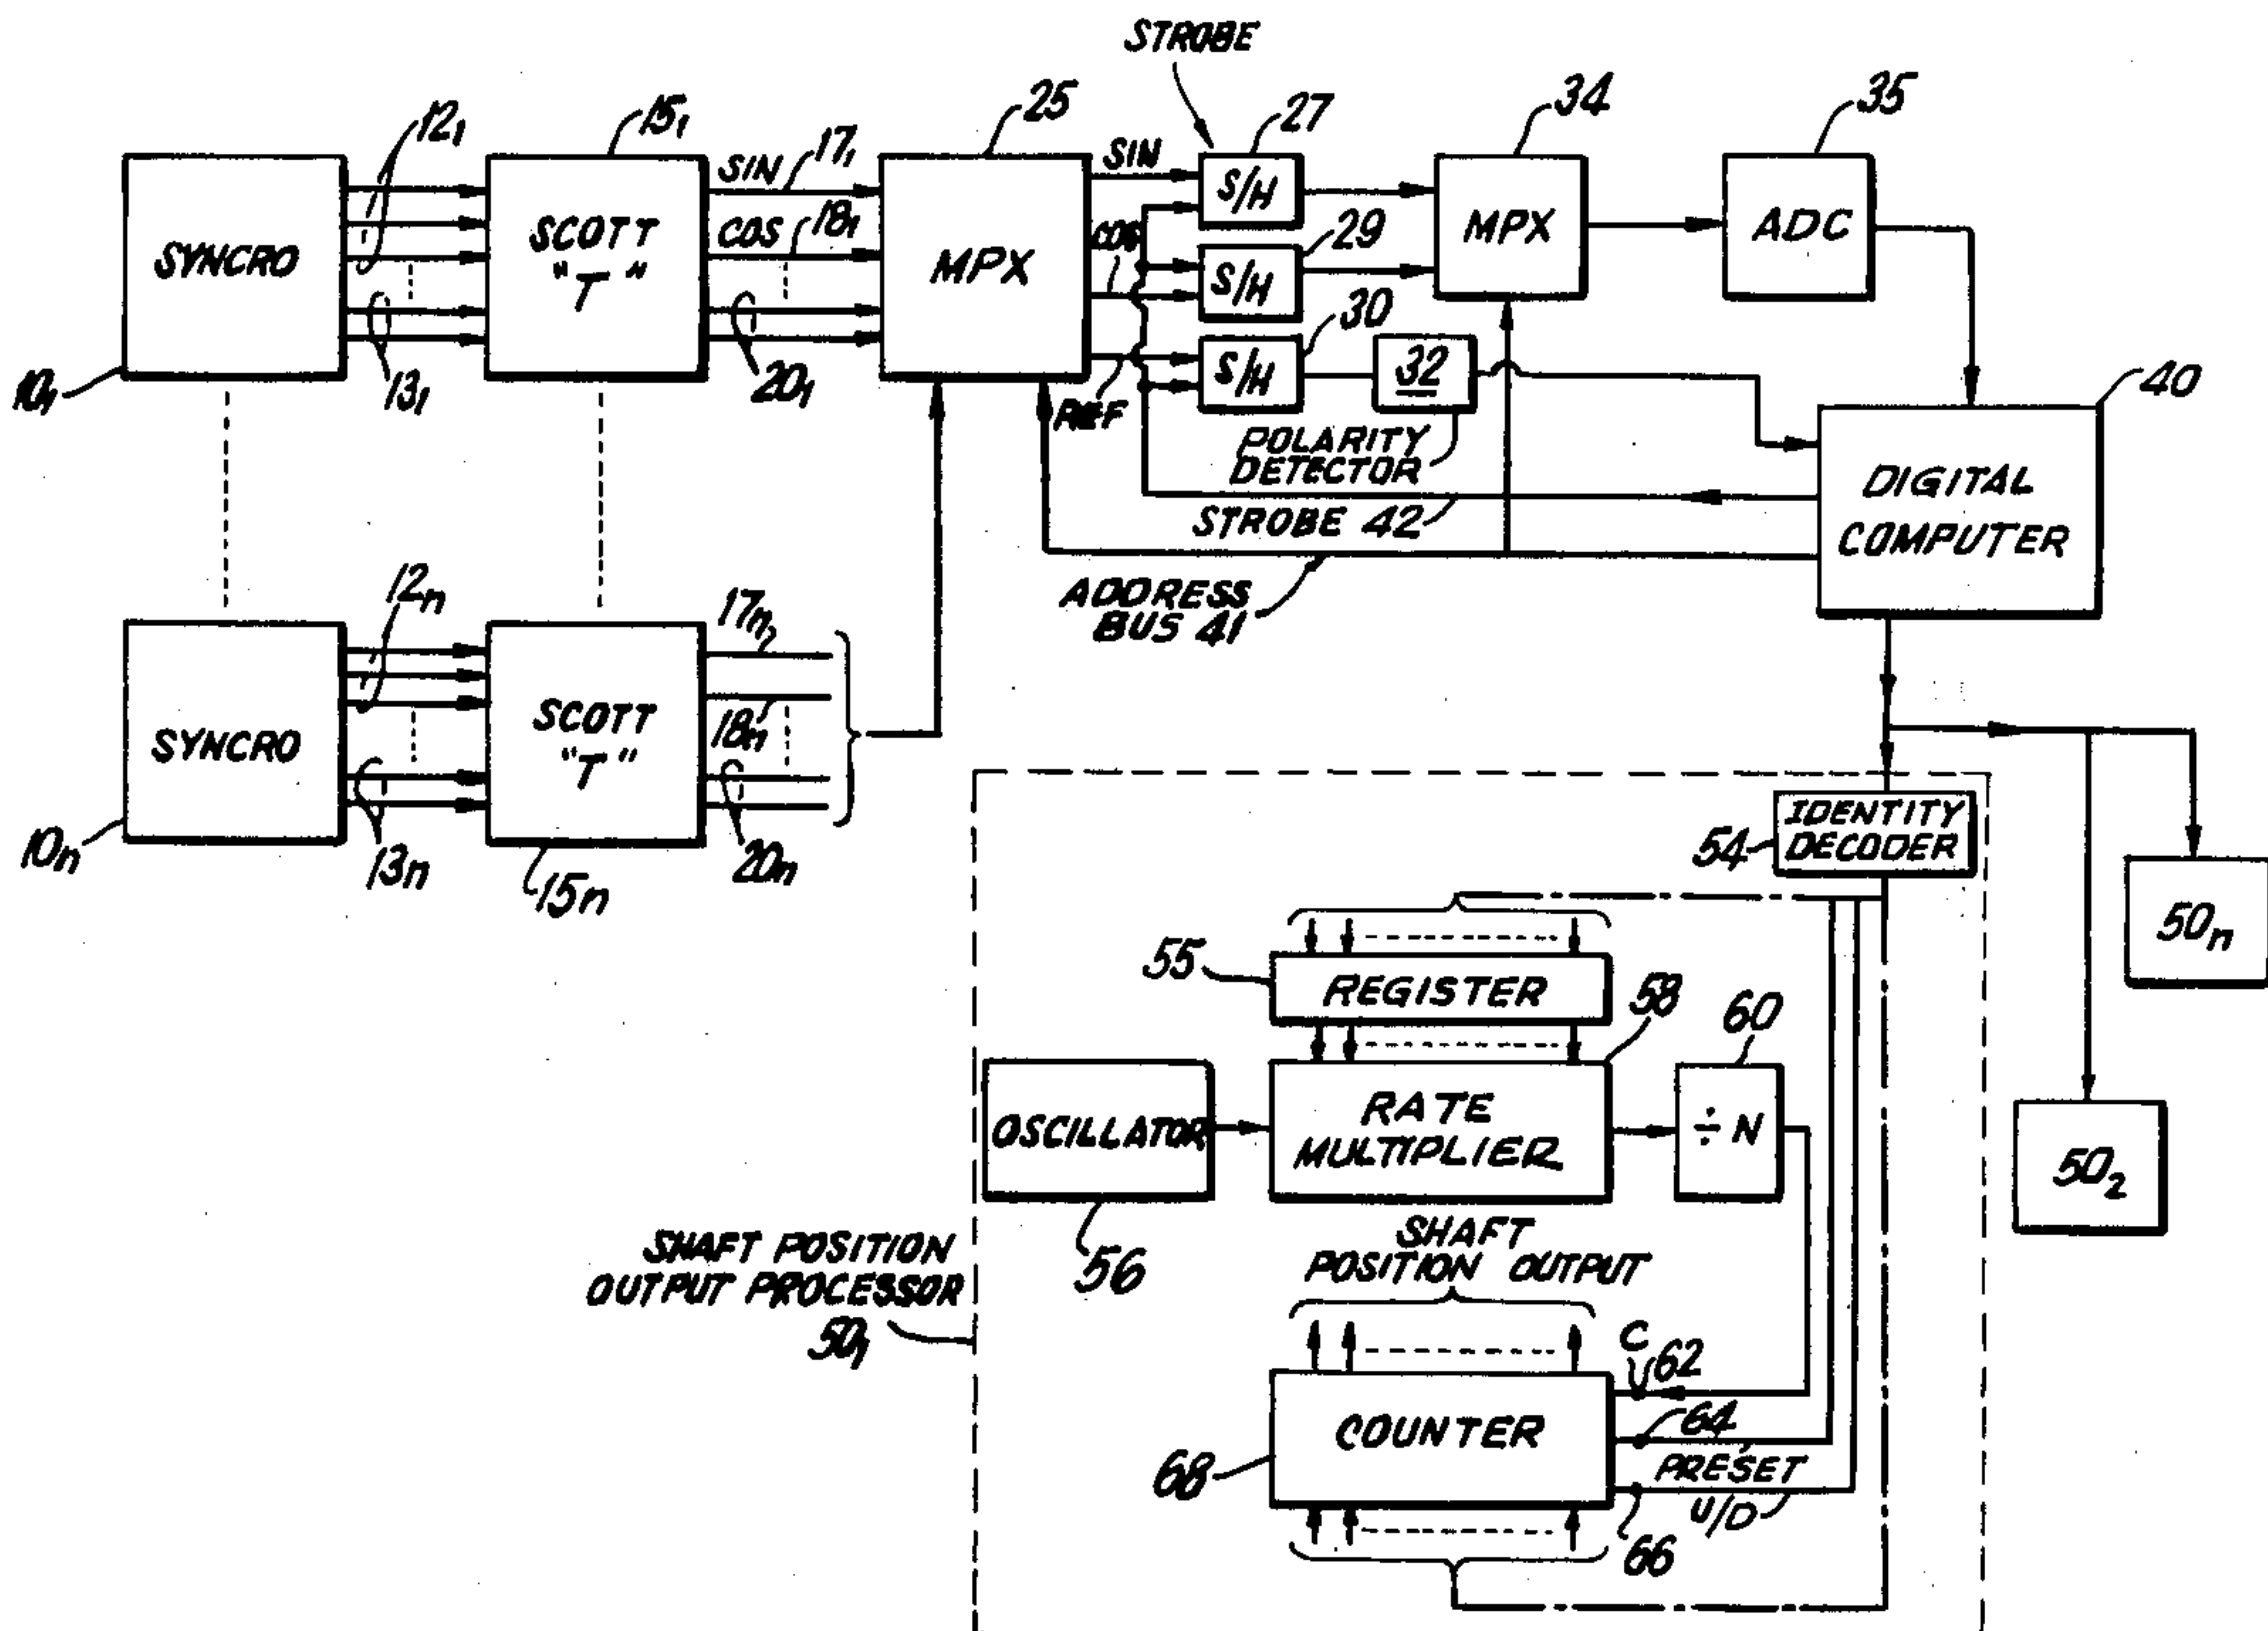 STROBE
12₁
15₁
25
27
34
35
SIN
17₁
SIN
S/H
SYNCRO
SCOTT
"T"
COS
18₁
MPX
COS
29
S/H
MPX
ADC
10₁
13₁
20₁
30
S/H
32
REF
POLARITY
DETECTOR
40
DIGITAL
COMPUTER
STROBE 42
ADDRESS
BUS 41
12n
17n
SYNCRO
SCOTT
"T"
18n
10n
13n
15n
20n
54
IDENTITY
DECODER
50n
55
REGISTER
58
60
OSCILLATOR
RATE
MULTIPLIER
÷ N
50₂
56
SHAFT POSITION
OUTPUT PROCESSOR
50₁
SHAFT
POSITION OUTPUT
C
62
COUNTER
64
68
PRESET
U/D
66